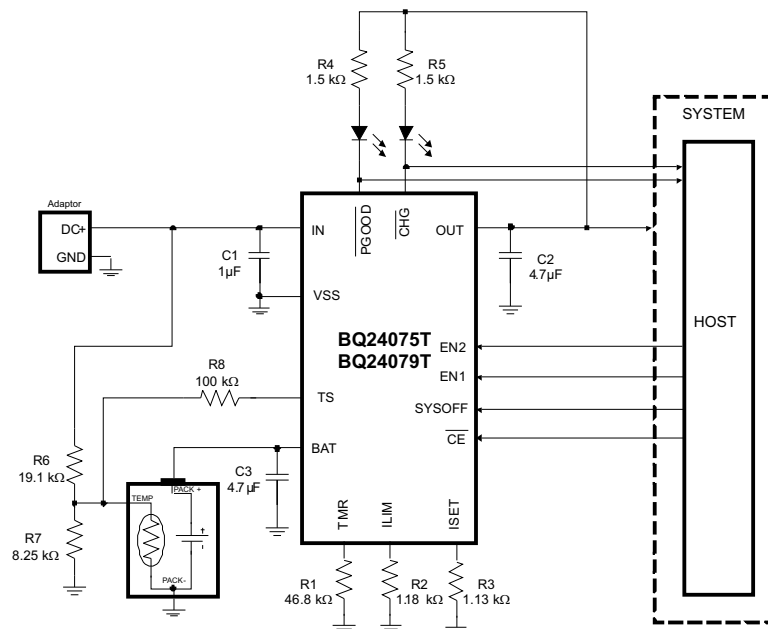 R4
1.5 kΩ
R5
1.5 kΩ
SYSTEM
Adaptor
DC+
GND
IN
PGOOD
CHG
OUT
C1
1µF
C2
4.7µF
VSS
HOST
BQ24075T
BQ24079T
EN2
EN1
R8
100 kΩ
TS
SYSOFF
CE
BAT
R6
19.1 kΩ
C3
4.7µF
PACK +
TEMP
R7
8.25 kΩ
PACK-
TMR
ILIM
ISET
R1
46.8 kΩ
R2
1.18 kΩ
R3
1.13 kΩ